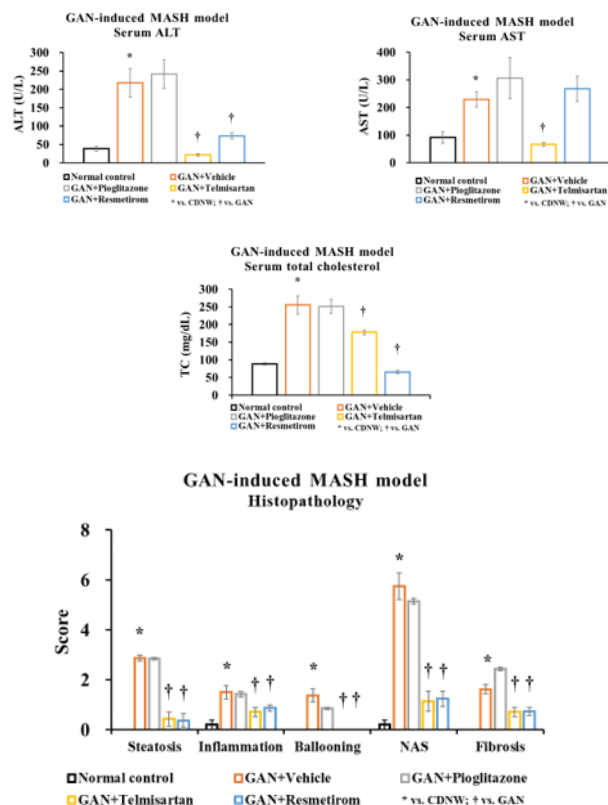 GAN-induced MASH model
Serum ALT
ALT (U/L)
300
250
200
150
100
50
0
*
†
†
Normal control
GAN+Vehicle
GAN+Pioglitazone
GAN+Telmisartan
GAN+Resmetirom
* vs. CDNW; † vs. GAN
GAN-induced MASH model
Serum AST
AST (U/L)
400
300
200
100
0
*
†
Normal control
GAN+Vehicle
GAN+Pioglitazone
GAN+Telmisartan
GAN+Resmetirom
* vs. CDNW; † vs. GAN
GAN-induced MASH model
Serum total cholesterol
TC (mg/dL)
300
250
200
150
100
50
0
*
†
†
Normal control
GAN+Vehicle
GAN+Pioglitazone
GAN+Telmisartan
GAN+Resmetirom
* vs. CDNW; † vs. GAN
GAN-induced MASH model
Histopathology
Score
8
6
4
2
0
*
† †
*
† †
*
† †
*
† †
*
† †
Steatosis Inflammation Ballooning NAS Fibrosis
Normal control GAN+Vehicle GAN+Pioglitazone
GAN+Telmisartan GAN+Resmetirom * vs. CDNW; † vs. GAN